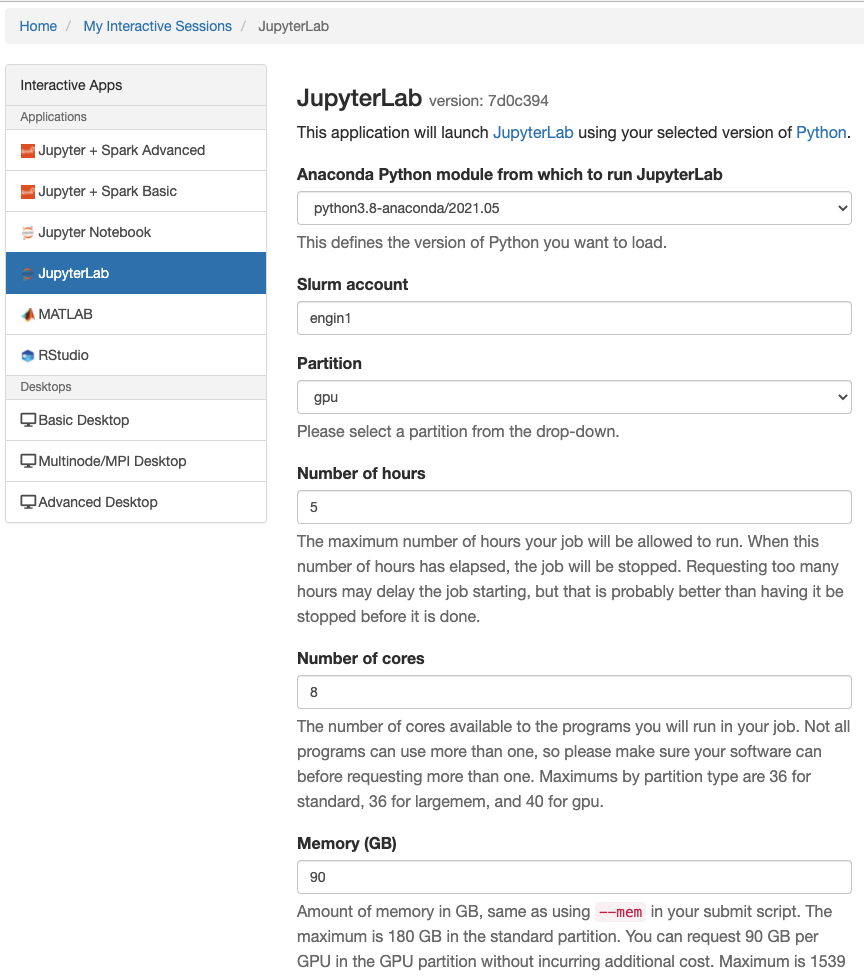 Home / My Interactive Sessions / JupyterLab
Interactive Apps
Applications
Jupyter + Spark Advanced
Jupyter + Spark Basic
Jupyter Notebook
JupyterLab
MATLAB
RStudio
Desktops
Basic Desktop
Multinode/MPI Desktop
Advanced Desktop
JupyterLab version: 7d0c394
This application will launch JupyterLab using your selected version of Python.
Anaconda Python module from which to run JupyterLab
python3.8-anaconda/2021.05
This defines the version of Python you want to load.
Slurm account
engin1
Partition
gpu
Please select a partition from the drop-down.
Number of hours
5
The maximum number of hours your job will be allowed to run. When this
number of hours has elapsed, the job will be stopped. Requesting too many
hours may delay the job starting, but that is probably better than having it be
stopped before it is done.
Number of cores
8
The number of cores available to the programs you will run in your job. Not all
programs can use more than one, so please make sure your software can
before requesting more than one. Maximums by partition type are 36 for
standard, 36 for largemem, and 40 for gpu.
Memory (GB)
90
Amount of memory in GB, same as using --mem in your submit script. The
maximum is 180 GB in the standard partition. You can request 90 GB per
GPU in the GPU partition without incurring additional cost. Maximum is 1539